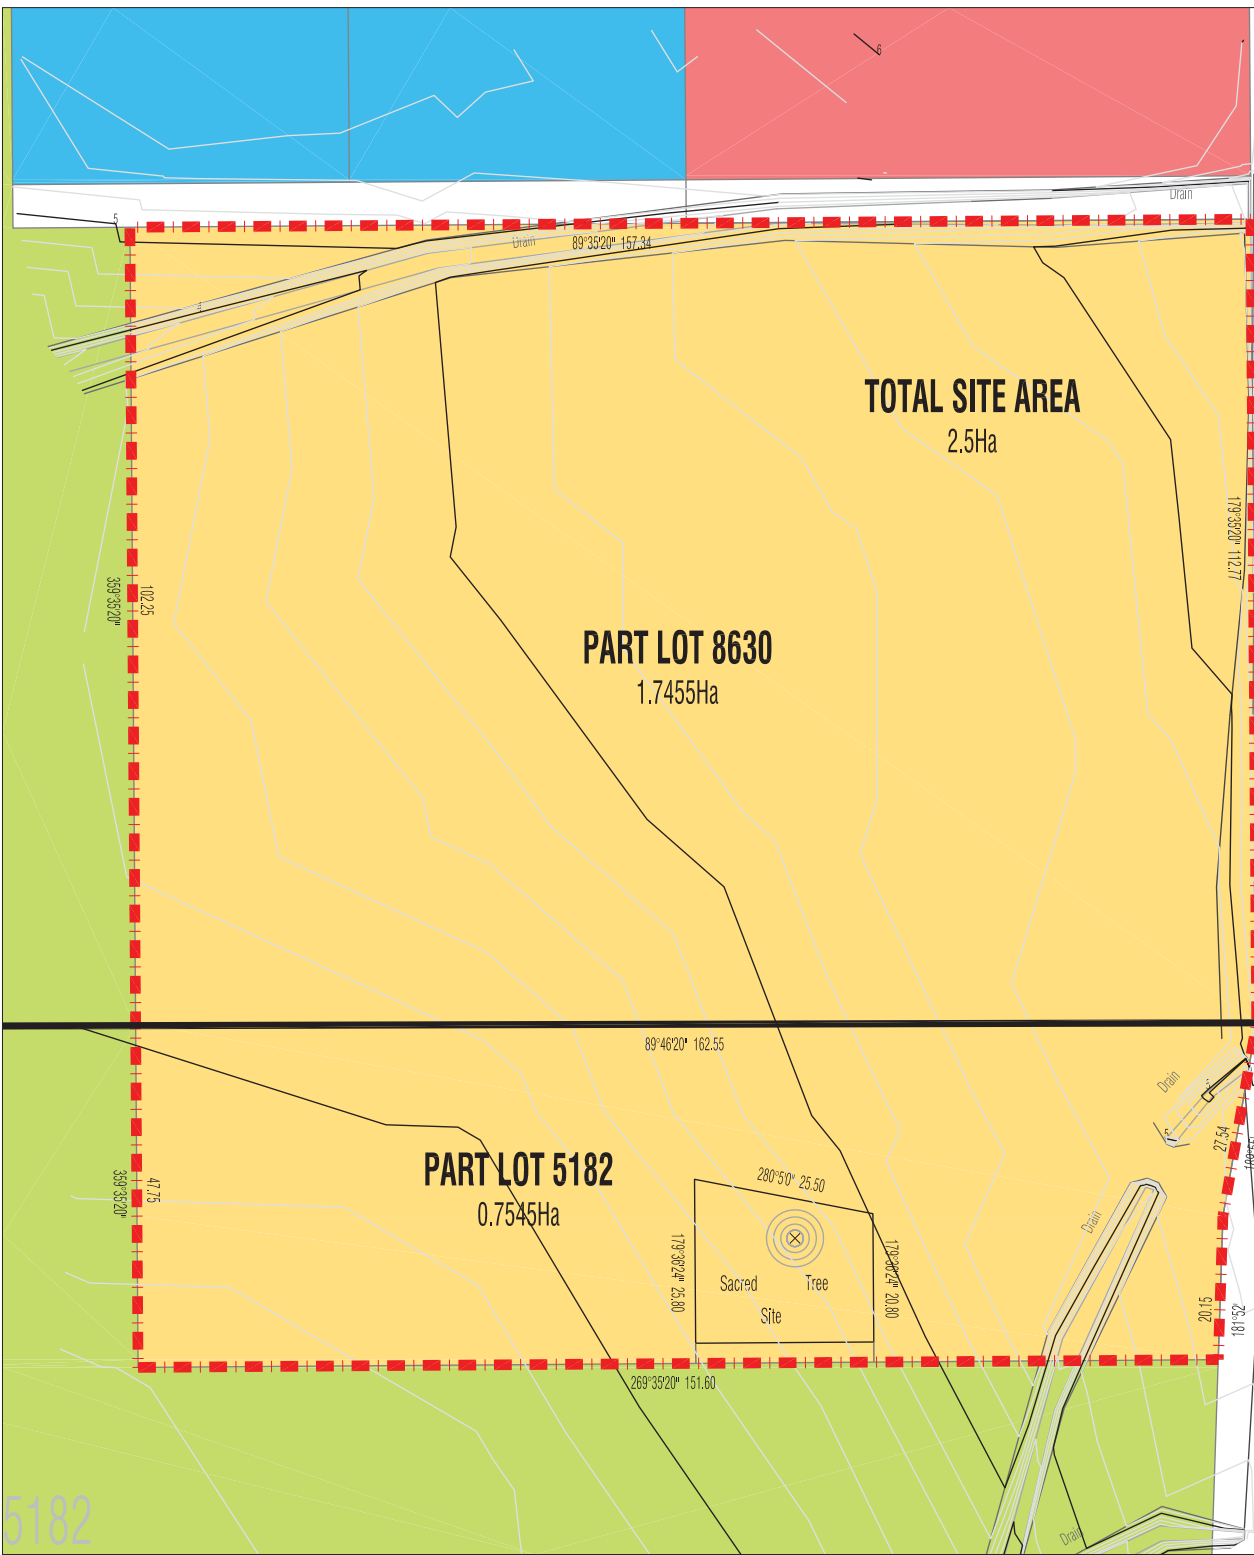 6
5
Drain
Drain
89°35'20" 157.34
TOTAL SITE AREA
2.5Ha
179°35'20" 112.77
359°35'20"
102.25
PART LOT 8630
1.7455Ha
89°46'20" 162.55
Drain
5
27.54
PART LOT 5182
0.7545Ha
359°35'20"
47.75
280°5'0" 25.50
179°36'24" 25.80
179°36'24" 20.80
Sacred
Tree
Site
Drain
20.15
181°52'
269°35'20" 151.60
5182
Drain